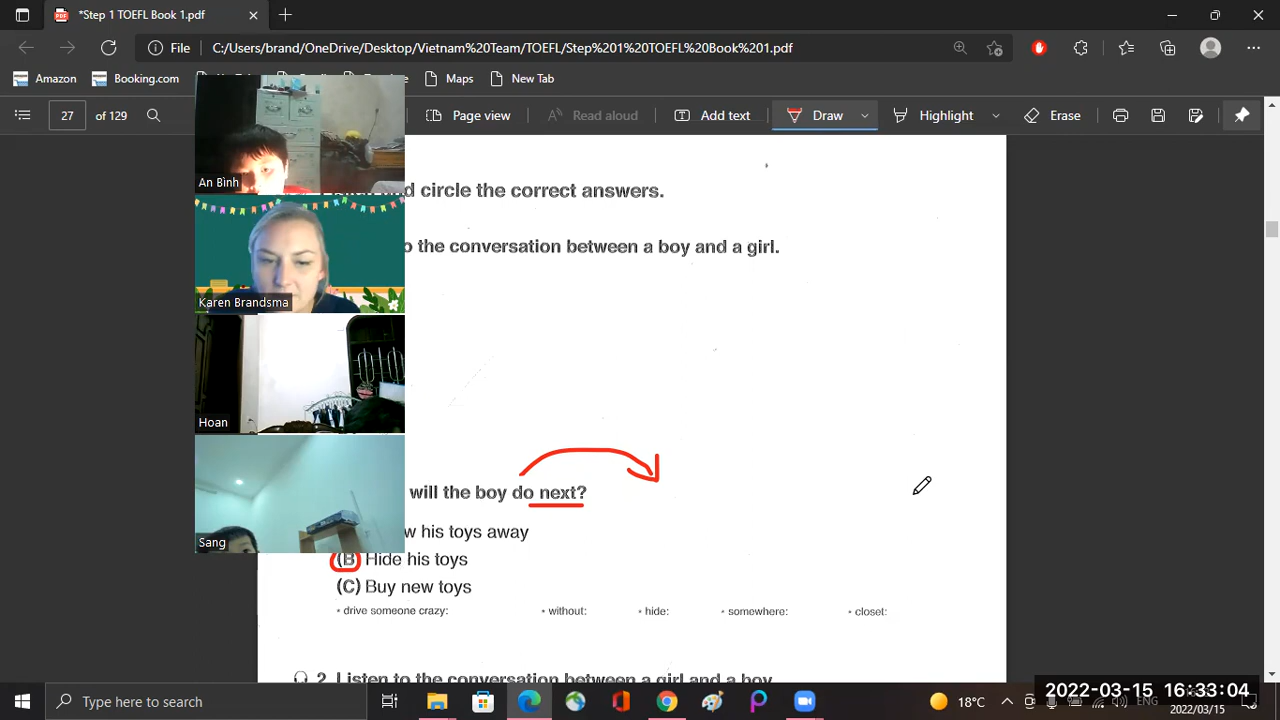 *Step 1 TOEFL Book 1.pdf
File C:/Users/brand/OneDrive/Desktop/Vietnam%20Team/TOEFL/Step%201%20TOEFL%20Book%201.pdf
Amazon Booking.com Maps New Tab
27 of 129 Page view Read aloud Add text Draw Highlight Erase
An Bình
circle the correct answers.
the conversation between a boy and a girl.
Karen Brandsma
Hoan
will the boy do next?
his toys away
Sang
(B) Hide his toys
(C) Buy new toys
* drive someone crazy: * without: * hide: * somewhere: * closet:
2. Listen to the conversation between a girl and a boy.
Type here to search
18°C
ENG
2022-03-15 16:33:04
2022/03/15